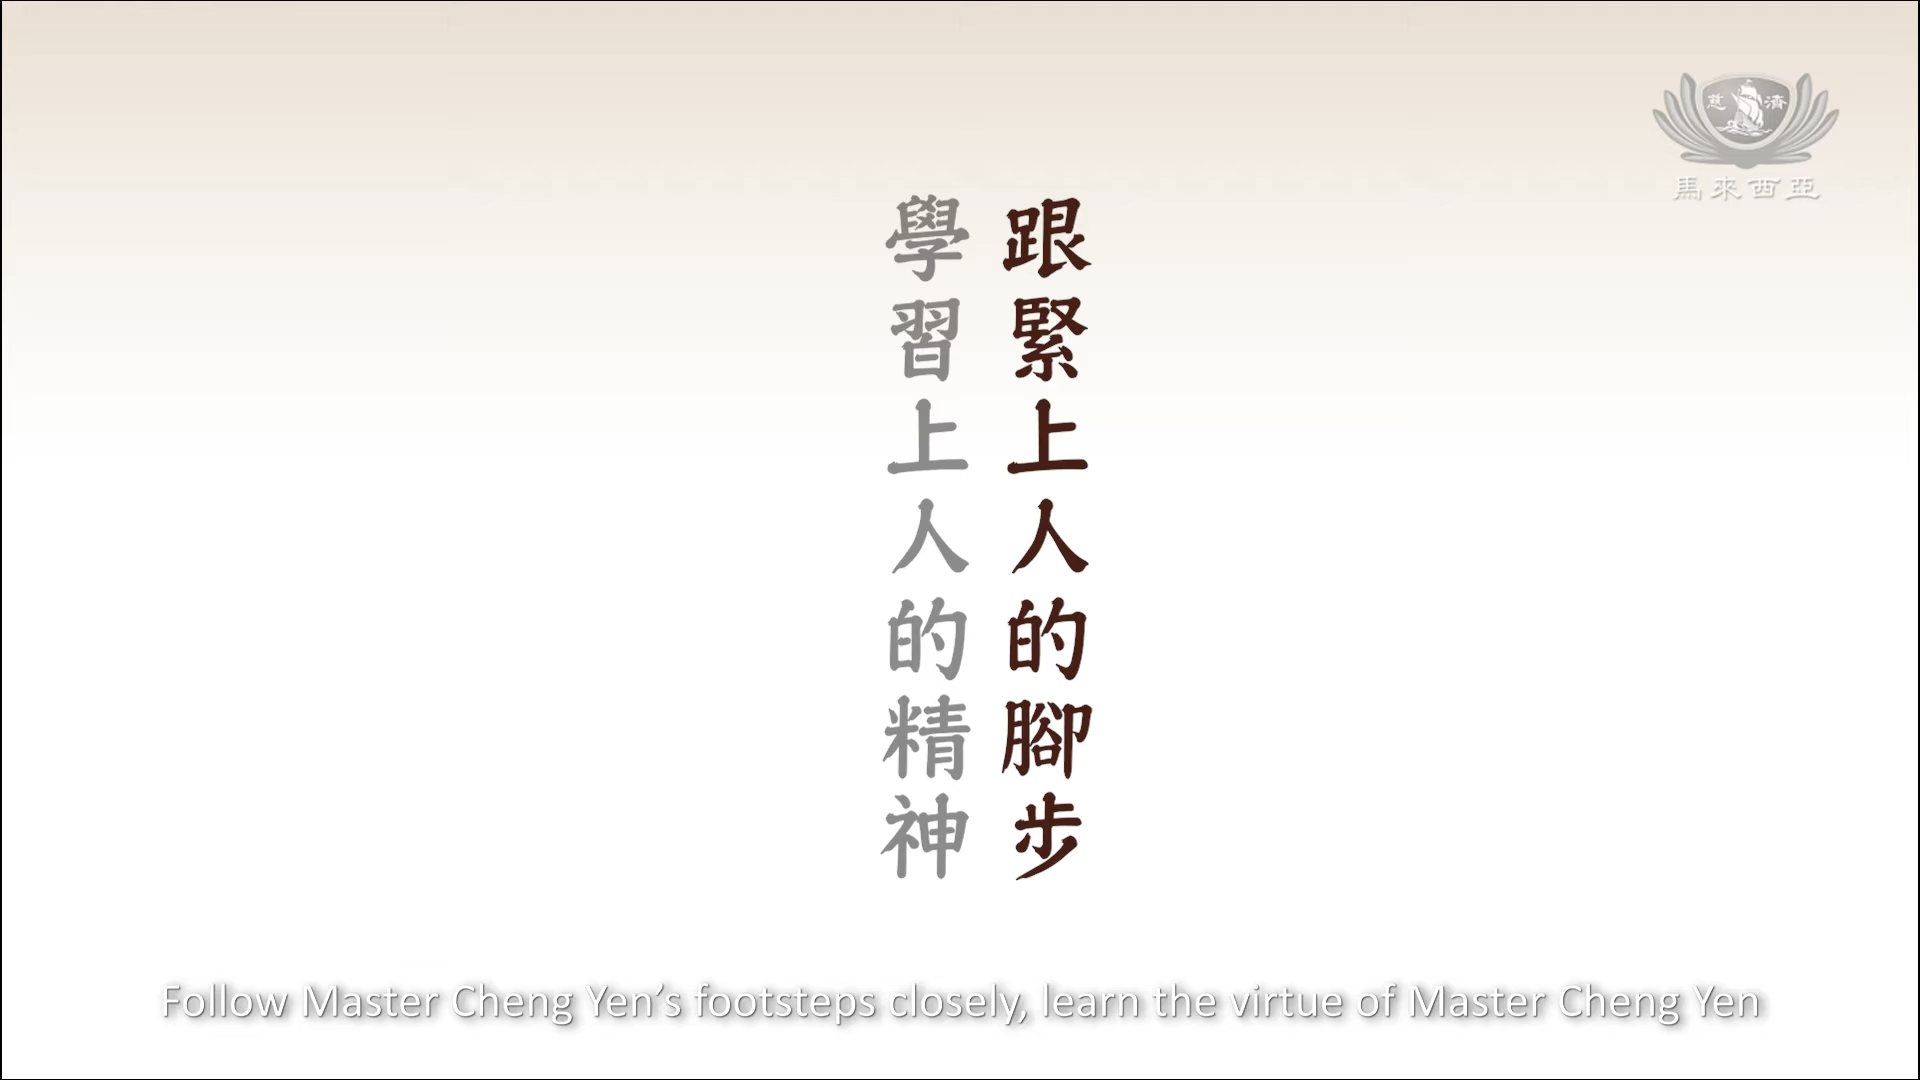 慈濟
馬來西亞
跟緊上人的腳步
學習上人的精神
Follow Master Cheng Yen’s footsteps closely, learn the virtue of Master Cheng Yen